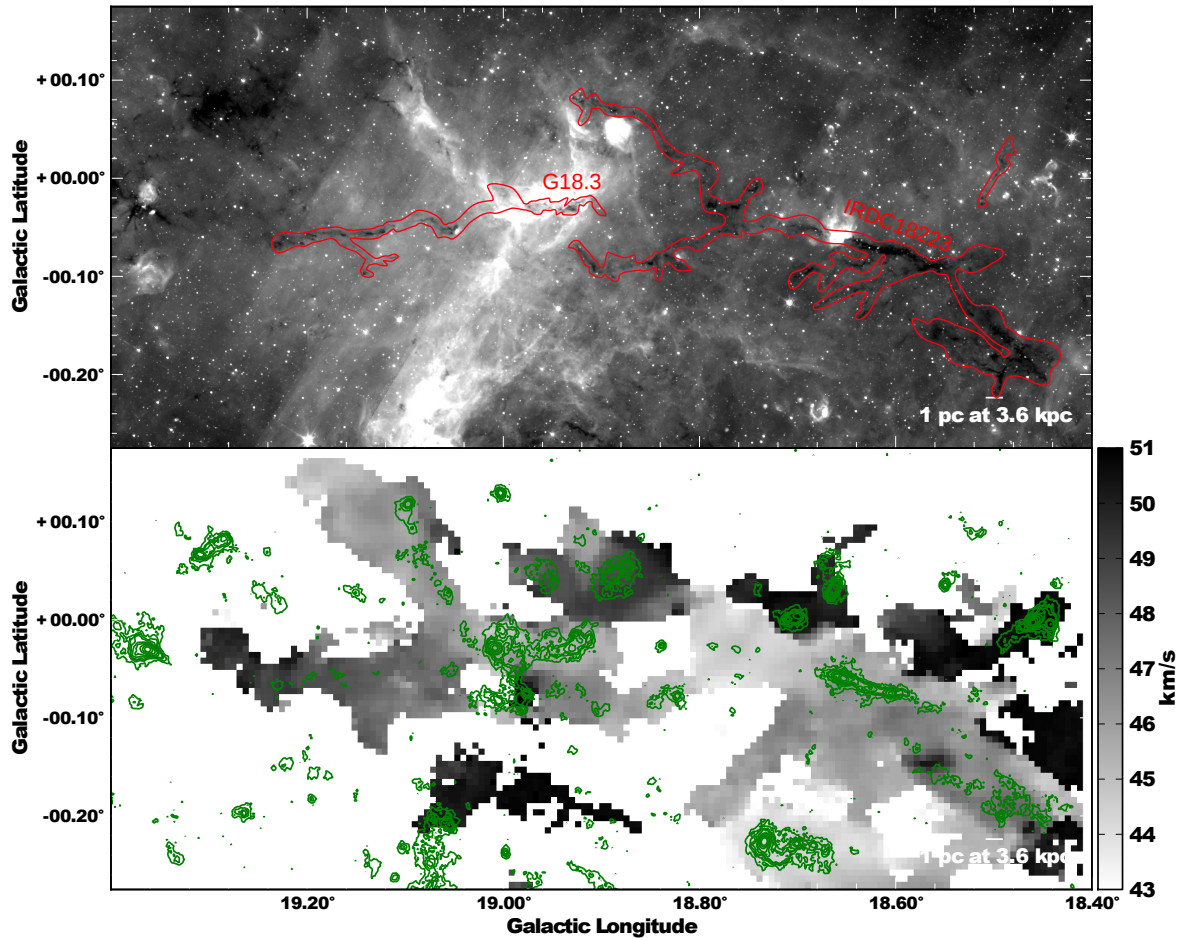 +00.10°
+00.00°
-00.10°
-00.20°
Galactic Latitude
G18.3
IRDC18223
1 pc at 3.6 kpc
+00.10°
+00.00°
-00.10°
-00.20°
Galactic Latitude
1 pc at 3.6 kpc
19.20°
19.00°
18.80°
18.60°
18.40°
Galactic Longitude
51
50
49
48
47
46
45
44
43
km/s